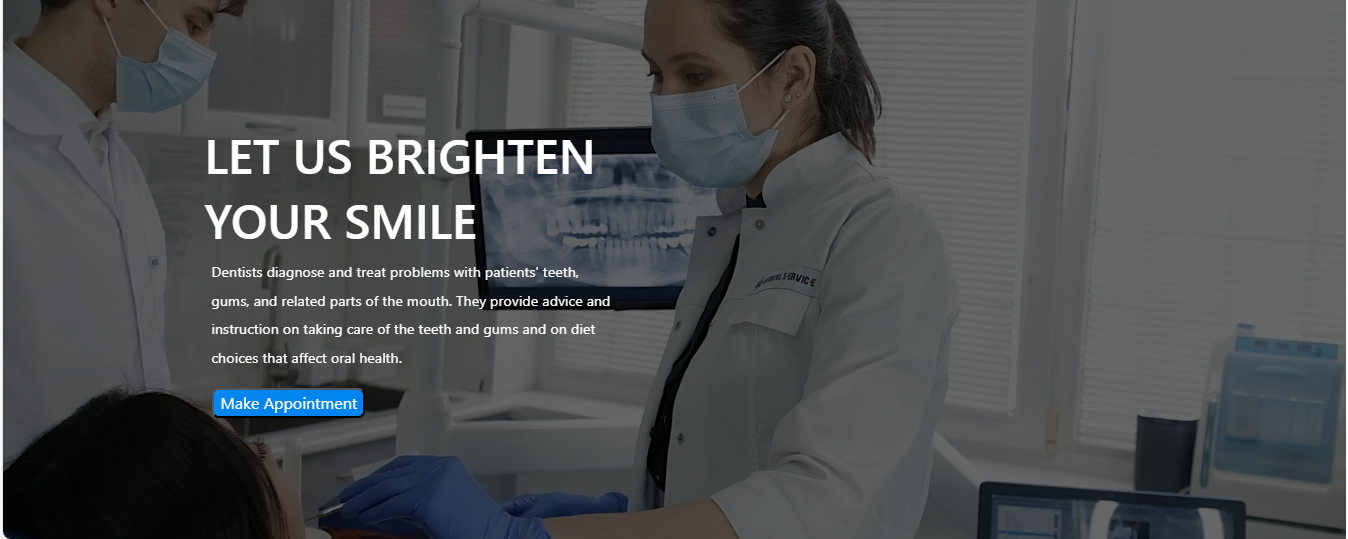 LET US BRIGHTEN
YOUR SMILE
Dentists diagnose and treat problems with patients' teeth,
gums, and related parts of the mouth. They provide advice and
instruction on taking care of the teeth and gums and on diet
choices that affect oral health.
Make Appointment